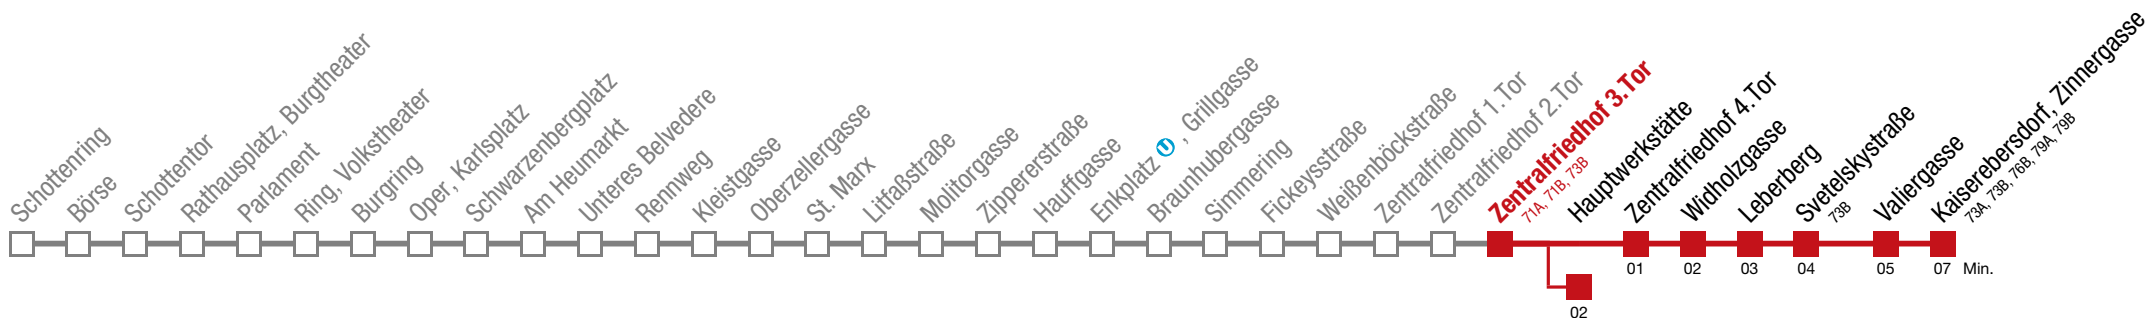 Schottenring
Börse
Schottentor
Rathausplatz, Burgtheater
Parlament
Ring, Volkstheater
Burgring
Oper, Karlsplatz
Schwarzenbergplatz
Am Heumarkt
Unteres Belvedere
Rennweg
Kleistgasse
Oberzellergasse
St. Marx
Litfaßstraße
Molitorgasse
Zippererstraße
Hauffgasse
Enkplatz U, Grillgasse
Braunhubergasse
Simmering
Fickeysstraße
Weißenböckstraße
Zentralfriedhof 1.Tor
Zentralfriedhof 2.Tor
Zentralfriedhof 3.Tor
71A, 71B, 73B
Hauptwerkstätte
Zentralfriedhof 4.Tor
Widholzgasse
Leberberg
Svetelskystraße
73B
Valiergasse
Kaiserebersdorf, Zinnergasse
73A, 73B, 76B, 79A, 79B
01 02 03 04 05 07 Min.
02